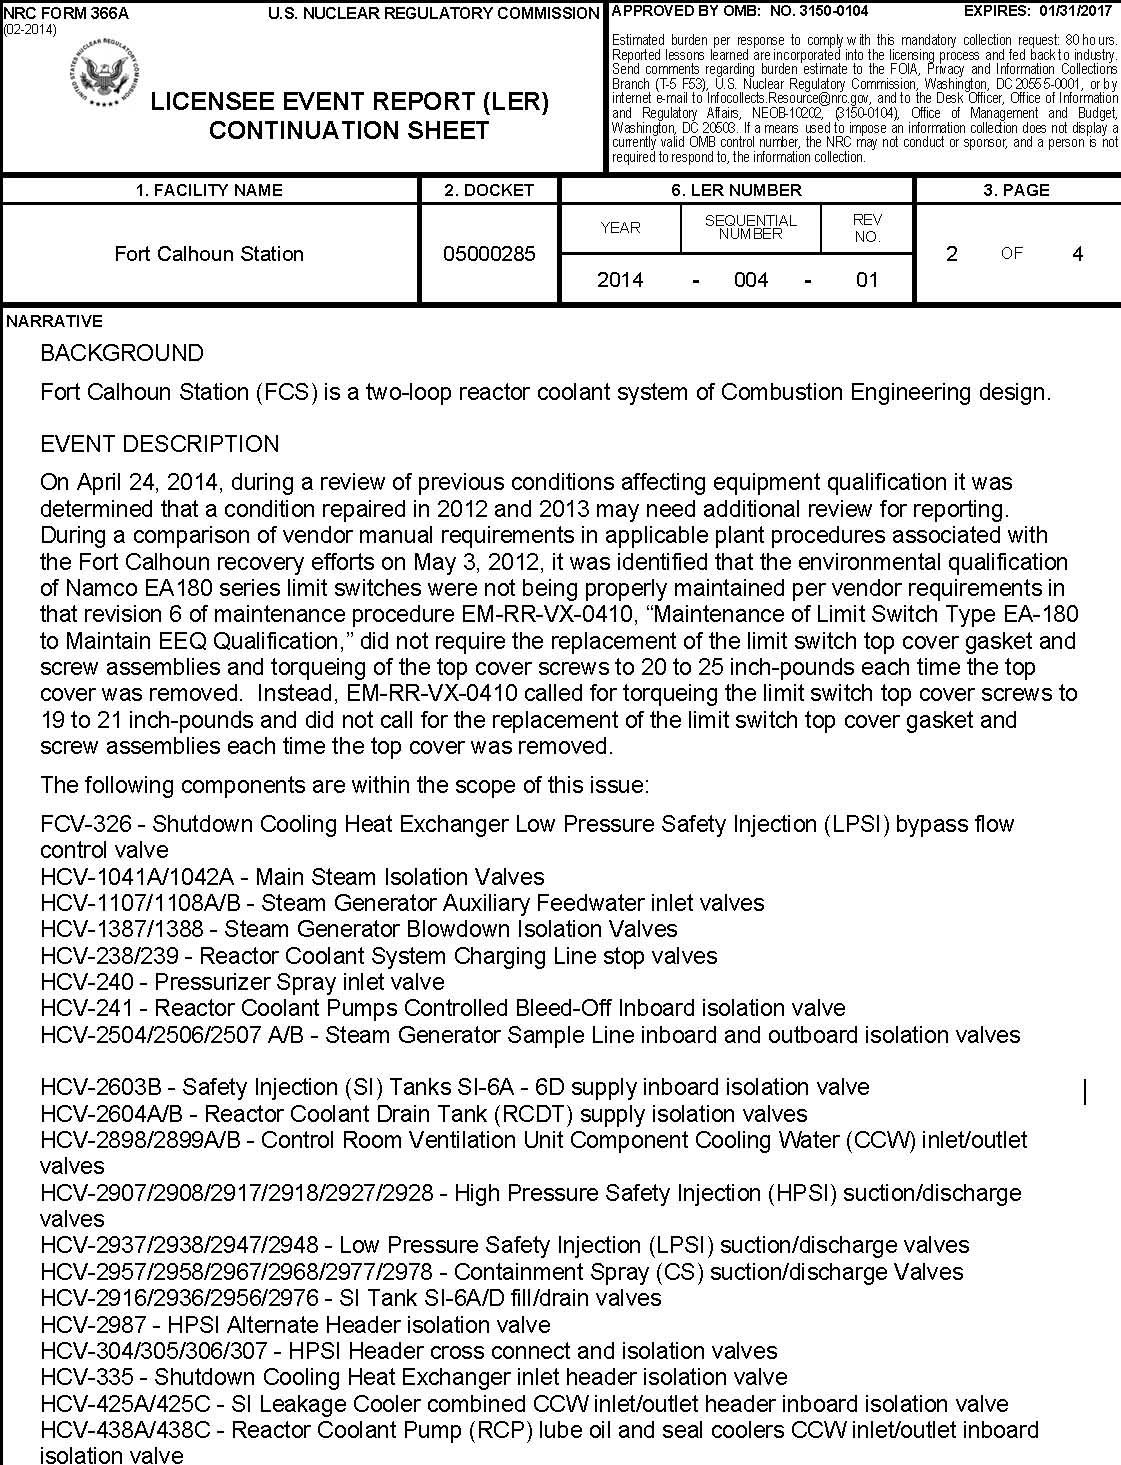 NRC FORM 366A
(02-2014)
U.S. NUCLEAR REGULATORY COMMISSION
LICENSEE EVENT REPORT (LER)
CONTINUATION SHEET
APPROVED BY OMB: NO. 3150-0104 EXPIRES: 01/31/2017
Estimated burden per response to comply with this mandatory collection request: 80 hours.
Reported lessons learned are incorporated into the licensing process and fed back to industry.
Send comments regarding burden estimate to the FOIA, Privacy and Information Collections
Branch (T-5 F53), U.S. Nuclear Regulatory Commission, Washington, DC 20555-0001, or by
internet e-mail to Infocollects.Resource@nrc.gov, and to the Desk Officer, Office of Information
and Regulatory Affairs, NEOB-10202, (3150-0104), Office of Management and Budget,
Washington, DC 20503. If a means used to impose an information collection does not display a
currently valid OMB control number, the NRC may not conduct or sponsor, and a person is not
required to respond to, the information collection.
1. FACILITY NAME 2. DOCKET 6. LER NUMBER 3. PAGE
YEAR SEQUENTIAL NUMBER REV NO.
Fort Calhoun Station 05000285 2 OF 4
2014 - 004 - 01
NARRATIVE
BACKGROUND
Fort Calhoun Station (FCS) is a two-loop reactor coolant system of Combustion Engineering design.
EVENT DESCRIPTION
On April 24, 2014, during a review of previous conditions affecting equipment qualification it was
determined that a condition repaired in 2012 and 2013 may need additional review for reporting.
During a comparison of vendor manual requirements in applicable plant procedures associated with
the Fort Calhoun recovery efforts on May 3, 2012, it was identified that the environmental qualification
of Namco EA180 series limit switches were not being properly maintained per vendor requirements in
that revision 6 of maintenance procedure EM-RR-VX-0410, “Maintenance of Limit Switch Type EA-180
to Maintain EEQ Qualification,” did not require the replacement of the limit switch top cover gasket and
screw assemblies and torqueing of the top cover screws to 20 to 25 inch-pounds each time the top
cover was removed. Instead, EM-RR-VX-0410 called for torqueing the limit switch top cover screws to
19 to 21 inch-pounds and did not call for the replacement of the limit switch top cover gasket and
screw assemblies each time the top cover was removed.
The following components are within the scope of this issue:
FCV-326 - Shutdown Cooling Heat Exchanger Low Pressure Safety Injection (LPSI) bypass flow
control valve
HCV-1041A/1042A - Main Steam Isolation Valves
HCV-1107/1108A/B - Steam Generator Auxiliary Feedwater inlet valves
HCV-1387/1388 - Steam Generator Blowdown Isolation Valves
HCV-238/239 - Reactor Coolant System Charging Line stop valves
HCV-240 - Pressurizer Spray inlet valve
HCV-241 - Reactor Coolant Pumps Controlled Bleed-Off Inboard isolation valve
HCV-2504/2506/2507 A/B - Steam Generator Sample Line inboard and outboard isolation valves
HCV-2603B - Safety Injection (SI) Tanks SI-6A - 6D supply inboard isolation valve
HCV-2604A/B - Reactor Coolant Drain Tank (RCDT) supply isolation valves
HCV-2898/2899A/B - Control Room Ventilation Unit Component Cooling Water (CCW) inlet/outlet
valves
HCV-2907/2908/2917/2918/2927/2928 - High Pressure Safety Injection (HPSI) suction/discharge
valves
HCV-2937/2938/2947/2948 - Low Pressure Safety Injection (LPSI) suction/discharge valves
HCV-2957/2958/2967/2968/2977/2978 - Containment Spray (CS) suction/discharge Valves
HCV-2916/2936/2956/2976 - SI Tank SI-6A/D fill/drain valves
HCV-2987 - HPSI Alternate Header isolation valve
HCV-304/305/306/307 - HPSI Header cross connect and isolation valves
HCV-335 - Shutdown Cooling Heat Exchanger inlet header isolation valve
HCV-425A/425C - SI Leakage Cooler combined CCW inlet/outlet header inboard isolation valve
HCV-438A/438C - Reactor Coolant Pump (RCP) lube oil and seal coolers CCW inlet/outlet inboard
isolation valve